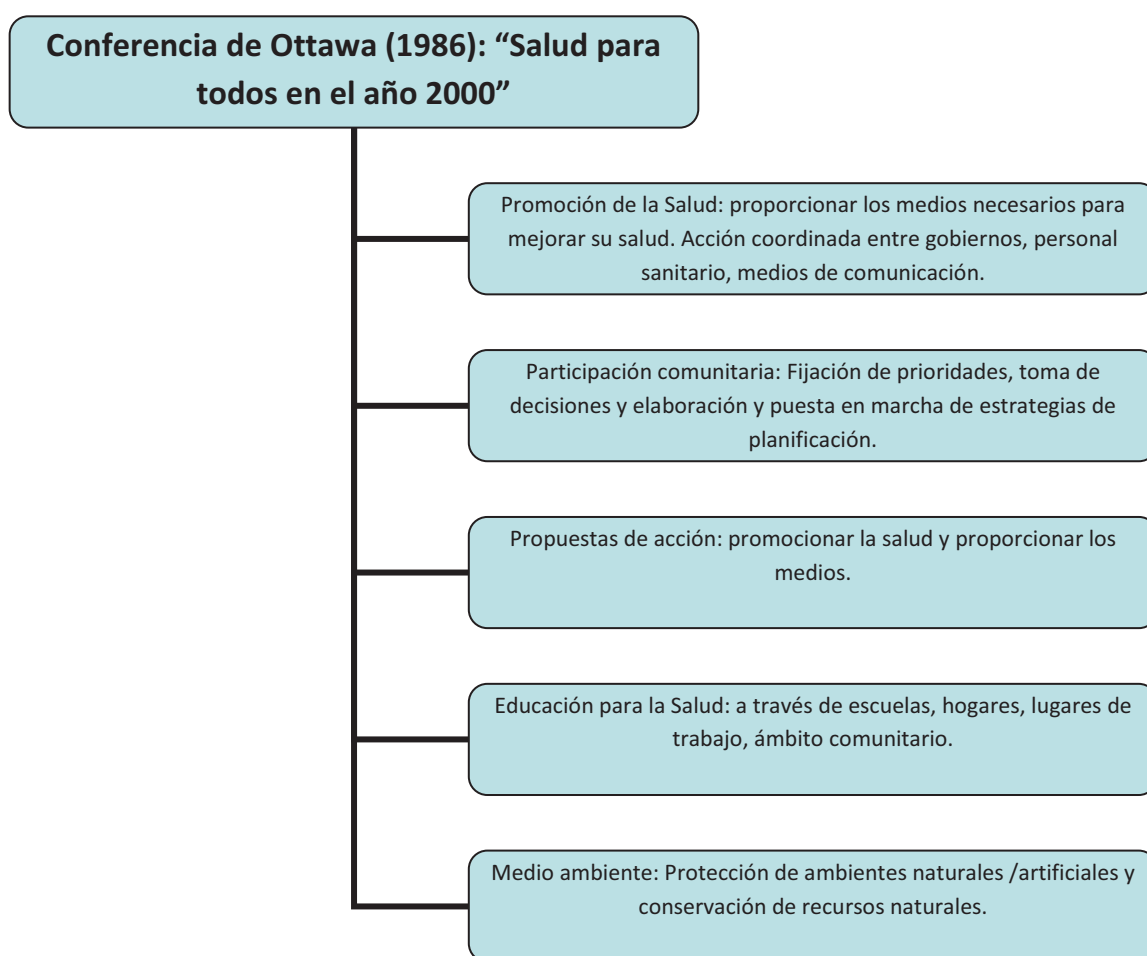 Conferencia de Ottawa (1986): “Salud para
todos en el año 2000”
Promoción de la Salud: proporcionar los medios necesarios para
mejorar su salud. Acción coordinada entre gobiernos, personal
sanitario, medios de comunicación.
Participación comunitaria: Fijación de prioridades, toma de
decisiones y elaboración y puesta en marcha de estrategias de
planificación.
Propuestas de acción: promocionar la salud y proporcionar los
medios.
Educación para la Salud: a través de escuelas, hogares, lugares de
trabajo, ámbito comunitario.
Medio ambiente: Protección de ambientes naturales /artificiales y
conservación de recursos naturales.